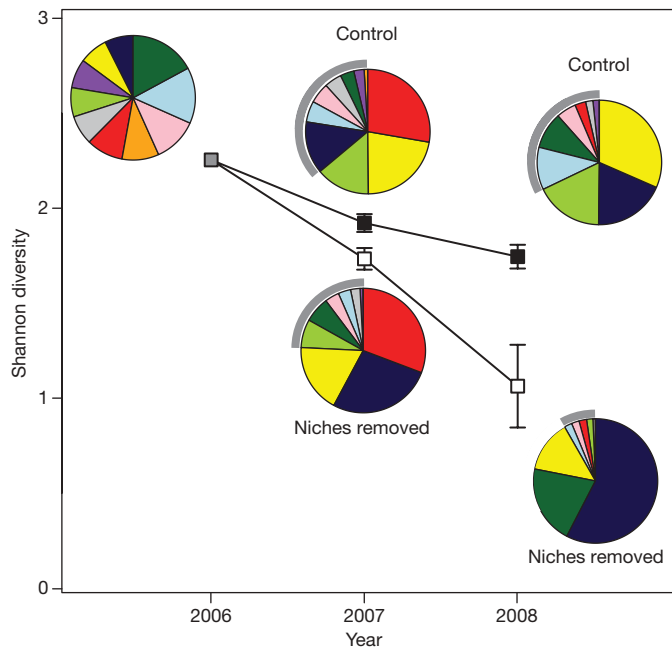 3
Control
Control
2
Shannon diversity
1
Niches removed
Niches removed
0
2006
2007
2008
Year